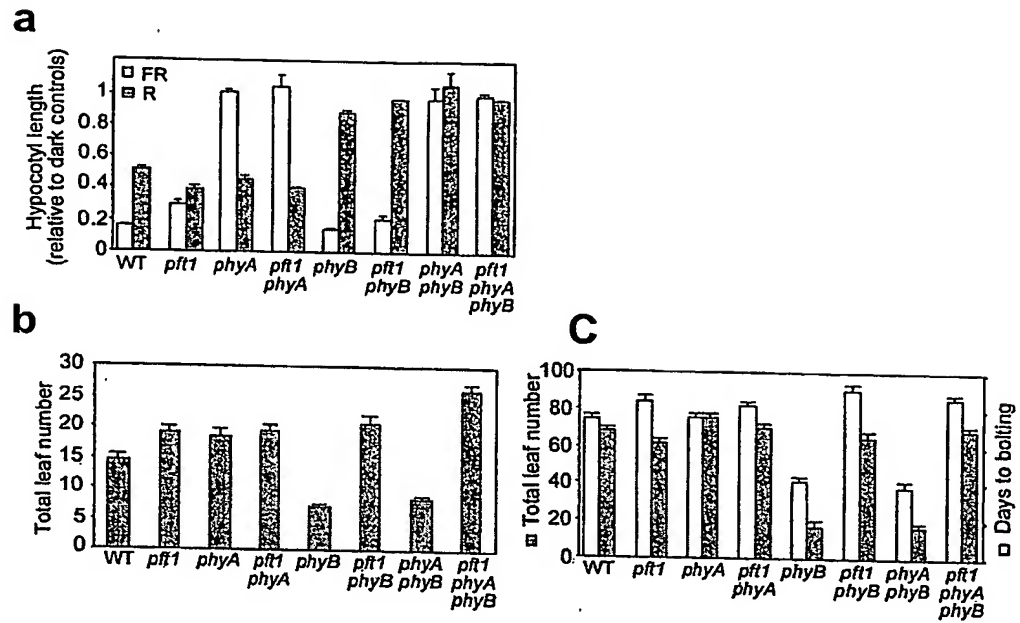 a
Hypocotyl length
(relative to dark controls)
FR
R
1
0.8
0.6
0.4
0.2
0
WT pft1 phyA pft1 phyA phyB pft1 phyB phyA phyB pft1 phyA phyB
b
Total leaf number
30
25
20
15
10
5
0
WT pft1 phyA pft1 phyA phyB pft1 phyB phyA phyB pft1 phyA phyB
C
Total leaf number
100
80
60
40
20
0
WT pft1 phyA pft1 phyA phyB pft1 phyB phyA phyB pft1 phyA phyB
Days to bolting